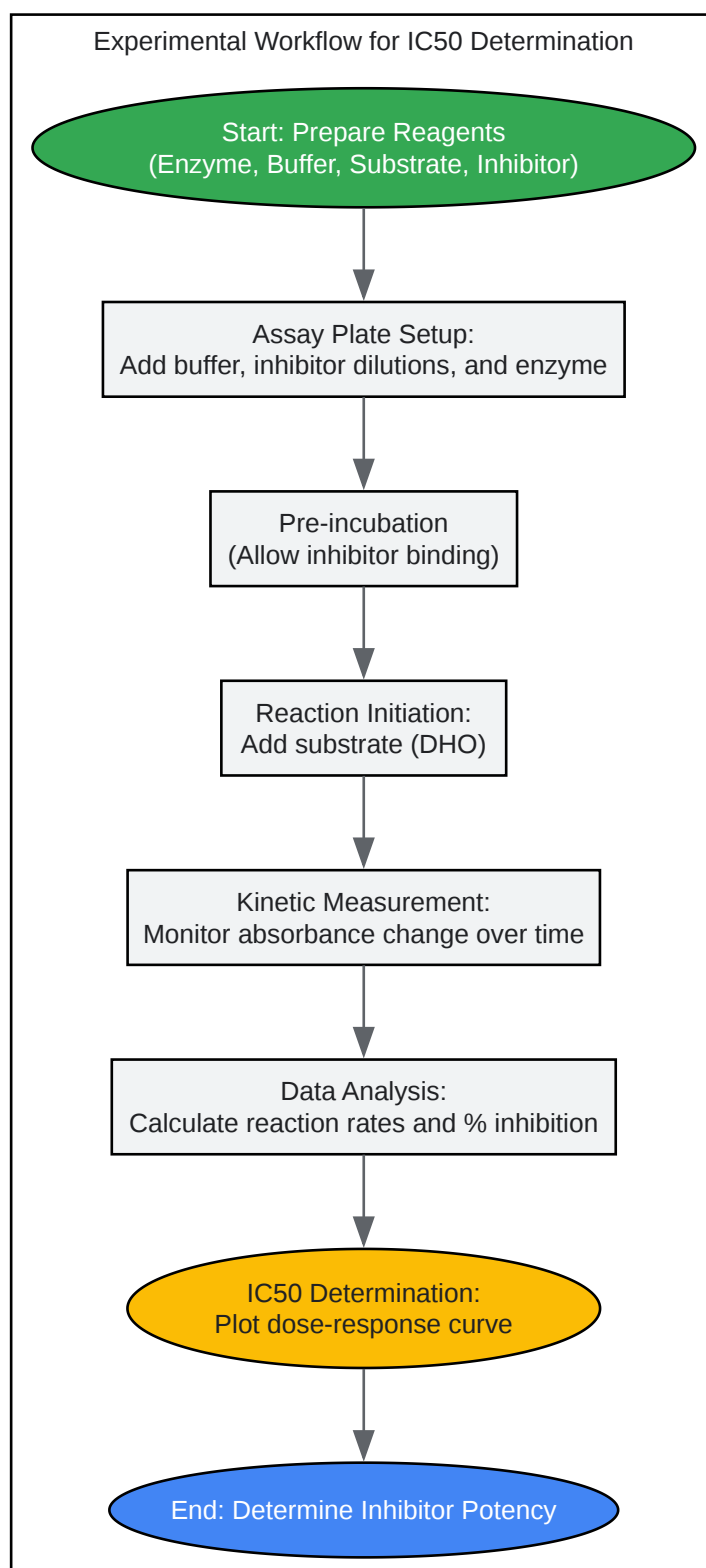 Experimental Workflow for IC50 Determination
Start: Prepare Reagents
(Enzyme, Buffer, Substrate, Inhibitor)
Assay Plate Setup:
Add buffer, inhibitor dilutions, and enzyme
Pre-incubation
(Allow inhibitor binding)
Reaction Initiation:
Add substrate (DHO)
Kinetic Measurement:
Monitor absorbance change over time
Data Analysis:
Calculate reaction rates and % inhibition
IC50 Determination:
Plot dose-response curve
End: Determine Inhibitor Potency